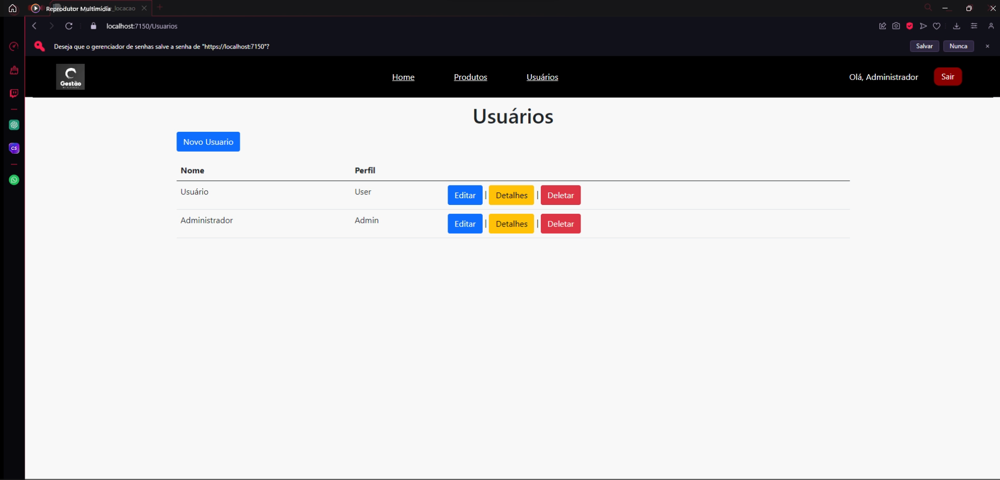 Reprodutor Multimídia _locacao
localhost:7150/Usuarios
Deseja que o gerenciador de senhas salve a senha de "https://localhost:7150"?
Salvar
Nunca
Gestão
Home
Produtos
Usuários
Olá, Administrador
Sair
Usuários
Novo Usuario
Nome Perfil
Usuário User Editar | Detalhes | Deletar
Administrador Admin Editar | Detalhes | Deletar
CS